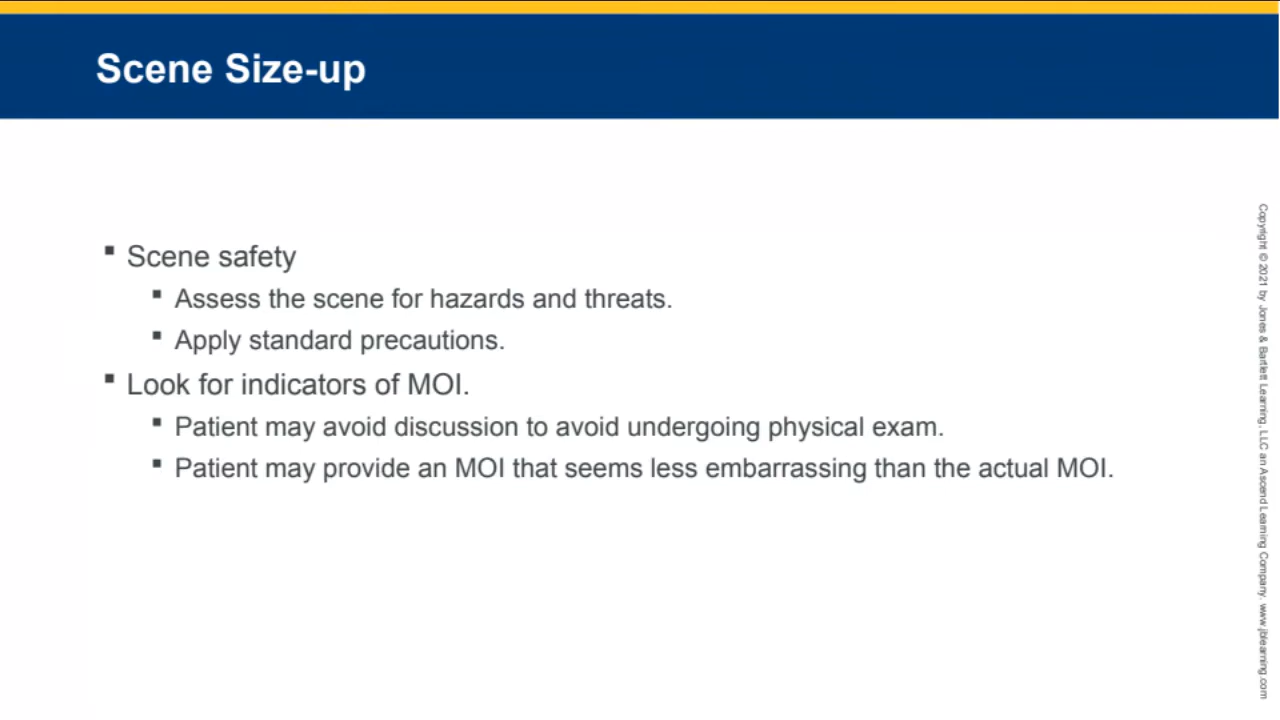 Scene Size-up
▪ Scene safety
▪ Assess the scene for hazards and threats.
▪ Apply standard precautions.
▪ Look for indicators of MOI.
▪ Patient may avoid discussion to avoid undergoing physical exam.
▪ Patient may provide an MOI that seems less embarrassing than the actual MOI.
Copyright © 2021 by Jones & Bartlett Learning, LLC an Ascend Learning Company. www.jblearning.com